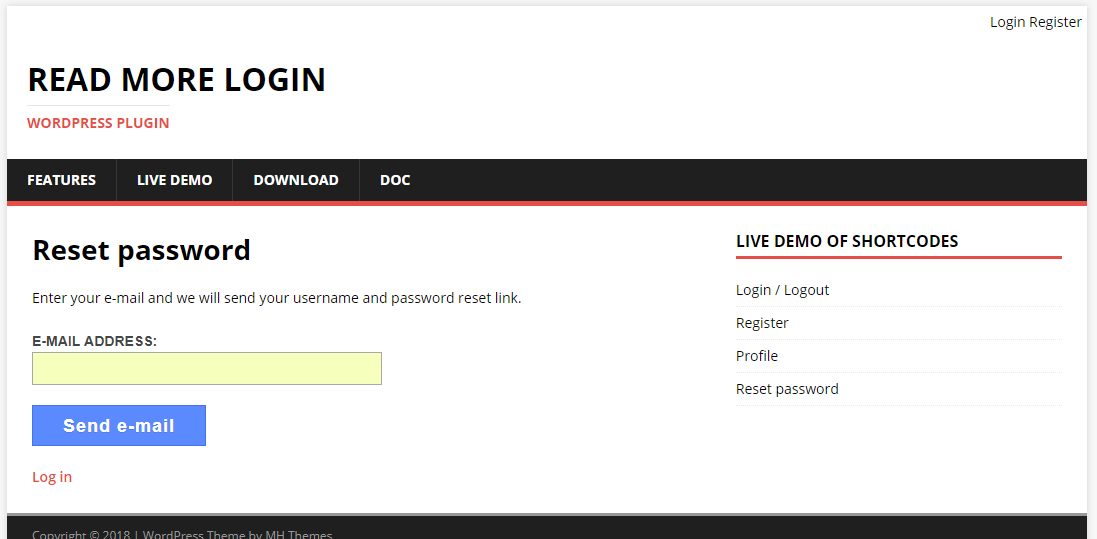 Login Register
READ MORE LOGIN
WORDPRESS PLUGIN
FEATURES LIVE DEMO DOWNLOAD DOC
Reset password
Enter your e-mail and we will send your username and password reset link.
E-MAIL ADDRESS:
Send e-mail
Log in
LIVE DEMO OF SHORTCODES
Login / Logout
Register
Profile
Reset password
Copyright © 2018 | WordPress Theme by MH Themes